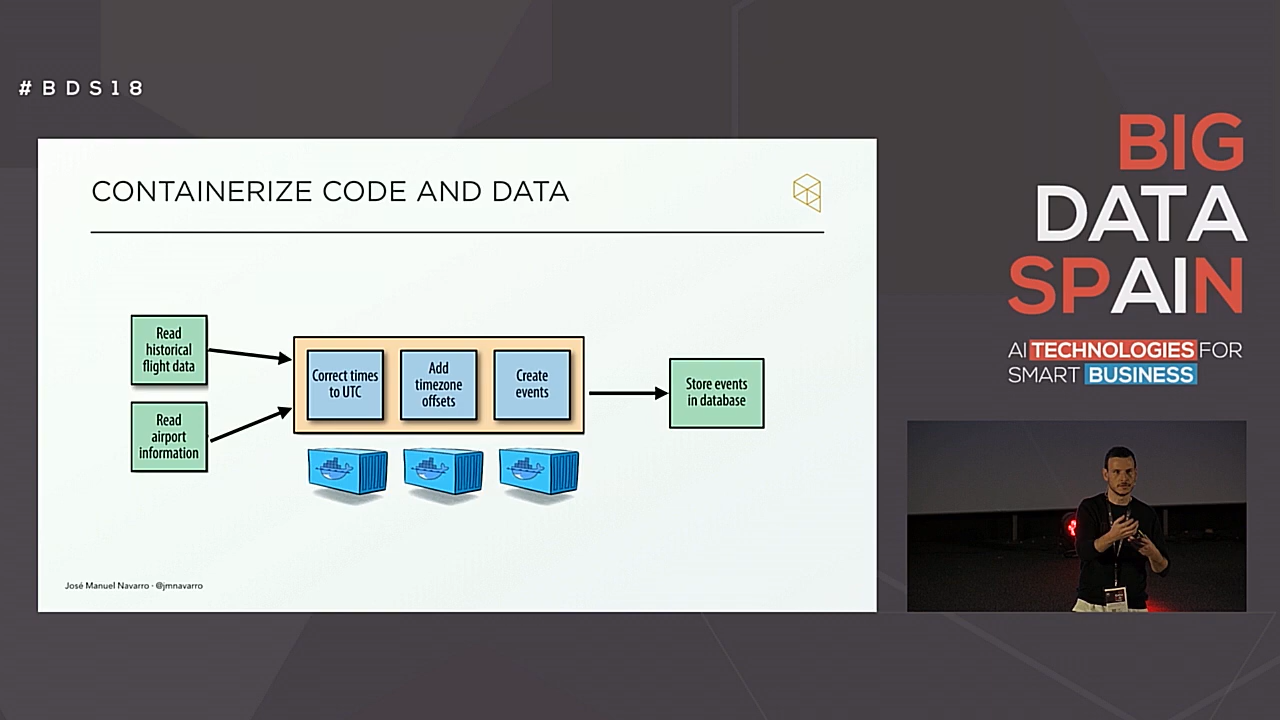 #BDS18
CONTAINERIZE CODE AND DATA
Read
historical
flight data
Read
airport
information
Correct times
to UTC
Add
timezone
offsets
Create
events
Store events
in database
José Manuel Navarro · @jmnavarro
BIG
DATA
SPAIN
AI TECHNOLOGIES FOR
SMART BUSINESS